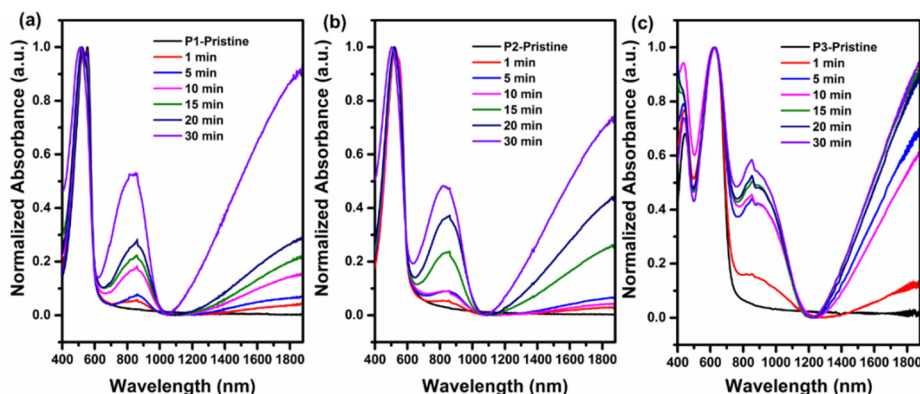 (a)
Normalized Absorbance (a.u.)
1.0
0.8
0.6
0.4
0.2
0.0
P1-Pristine
1 min
5 min
10 min
15 min
20 min
30 min
400 600 800 1000 1200 1400 1600 1800
Wavelength (nm)
(b)
Normalized Absorbance (a.u.)
1.0
0.8
0.6
0.4
0.2
0.0
P2-Pristine
1 min
5 min
10 min
15 min
20 min
30 min
400 600 800 1000 1200 1400 1600 1800
Wavelength (nm)
(c)
Normalized Absorbance (a.u.)
1.0
0.8
0.6
0.4
0.2
0.0
P3-Pristine
1 min
5 min
10 min
15 min
20 min
30 min
400 600 800 1000 1200 1400 1600 1800
Wavelength (nm)